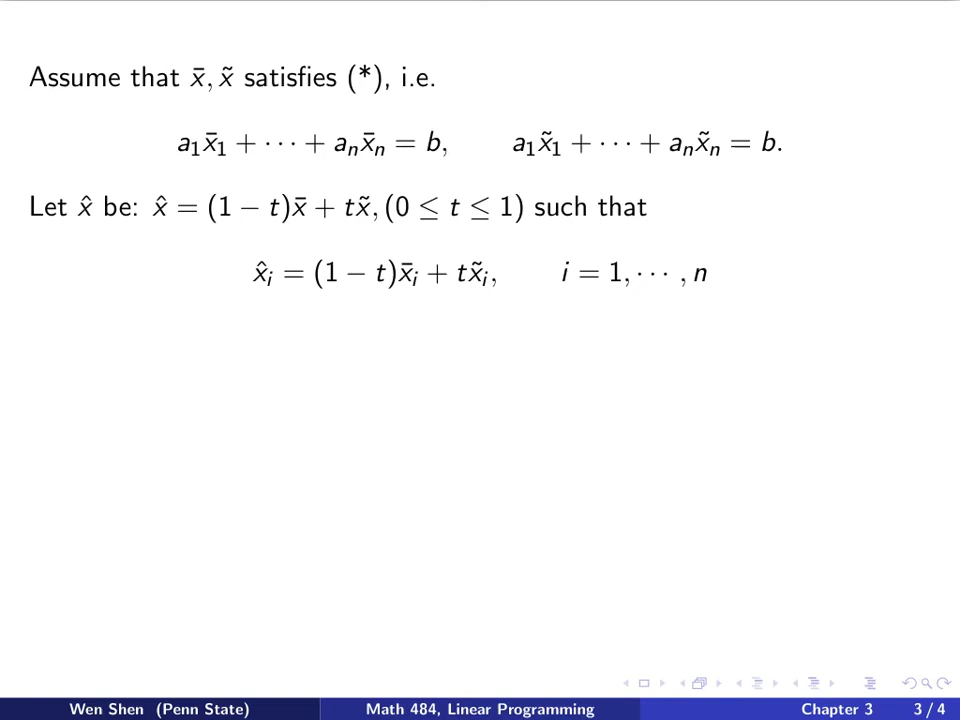 Assume that x̄, x̃ satisfies (*), i.e.
a₁x̄₁ + ··· + aₙx̄ₙ = b, a₁x̃₁ + ··· + aₙx̃ₙ = b.
Let x̂ be: x̂ = (1 − t)x̄ + tx̃, (0 ≤ t ≤ 1) such that
x̂ᵢ = (1 − t)x̄ᵢ + tx̃ᵢ, i = 1, ··· , n
Wen Shen (Penn State) Math 484, Linear Programming Chapter 3 3 / 4